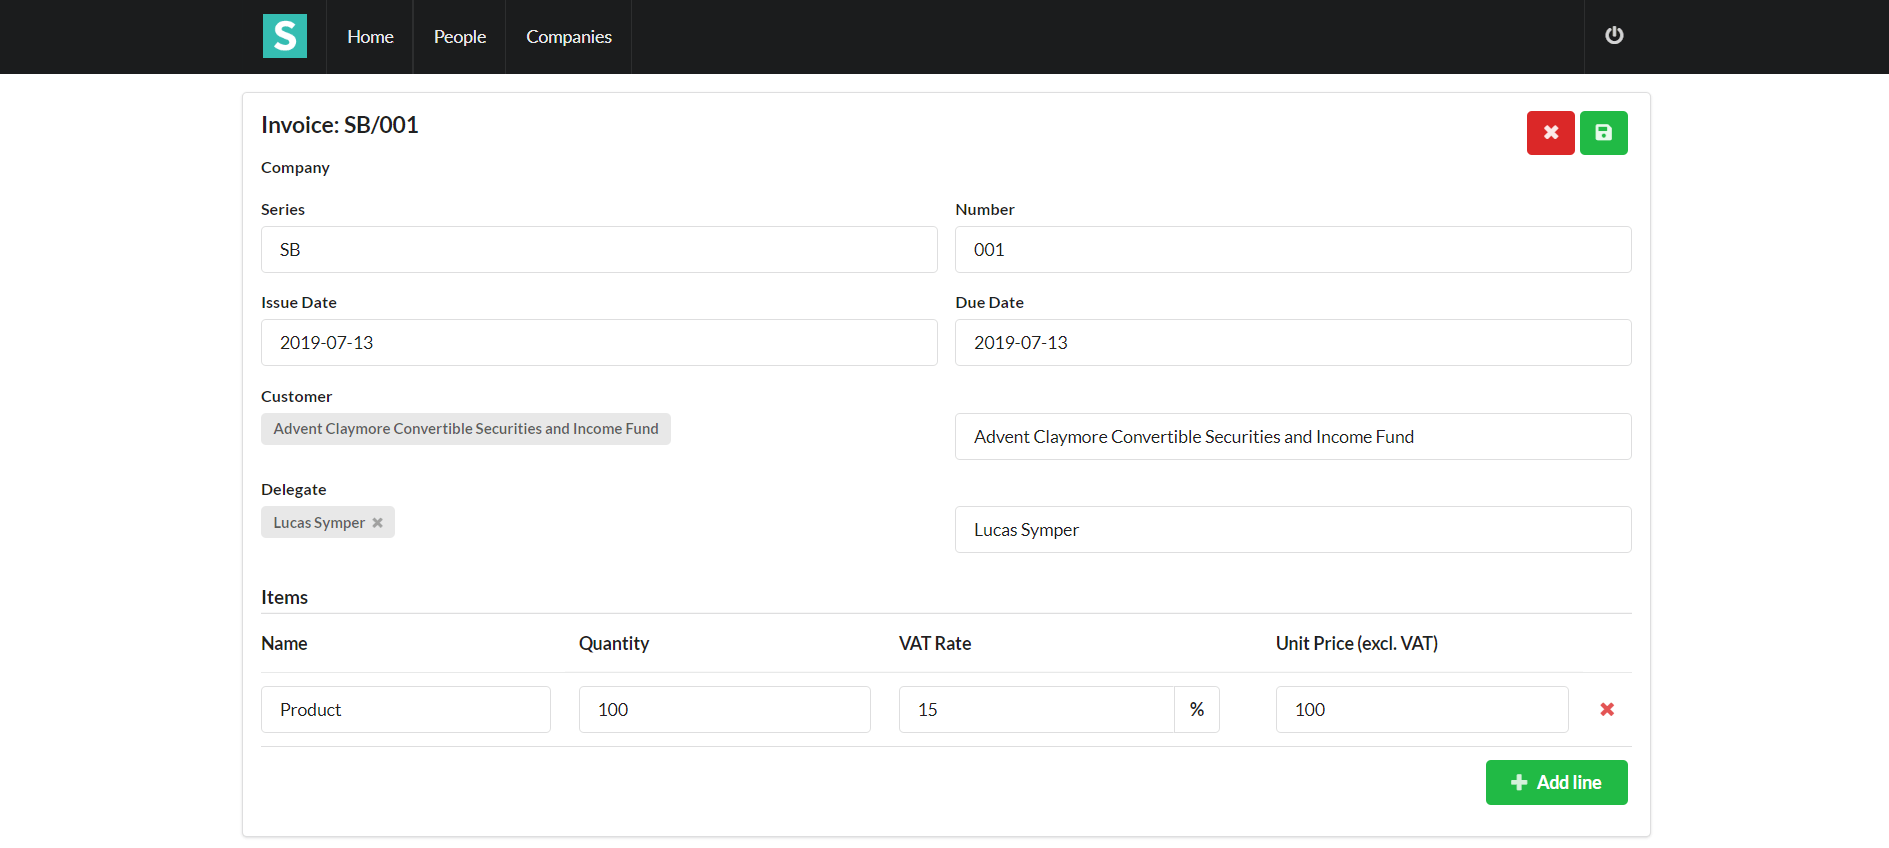 S Home People Companies
Invoice: SB/001
Company
Series Number
SB 001
Issue Date Due Date
2019-07-13 2019-07-13
Customer
Advent Claymore Convertible Securities and Income Fund Advent Claymore Convertible Securities and Income Fund
Delegate
Lucas Symper Lucas Symper
Items
Name Quantity VAT Rate Unit Price (excl. VAT)
Product 100 15 % 100
Add line